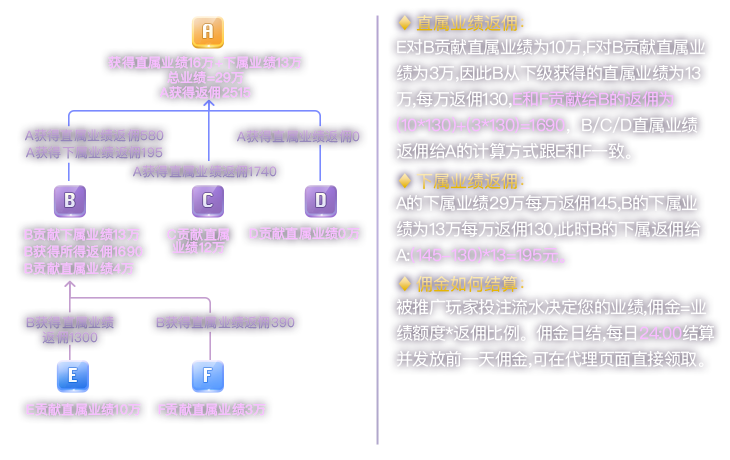 A
获得直属业绩16万 下属业绩13万
总业绩=29万
A获得返佣2515
A获得直属业绩返佣580
A获得下属业绩返佣195
A获得直属业绩返佣1740
A获得直属业绩返佣0
B
C
D
B贡献下属业绩13万
B获得所得返佣1690
B贡献直属业绩4万
C贡献直属
业绩12万
D贡献直属业绩0万
B获得直属业绩
返佣1300
B获得直属业绩返佣390
E
F
E贡献直属业绩10万
F贡献直属业绩3万
直属业绩返佣:
E对B贡献直属业绩为10万,F对B贡献直属业
绩为3万,因此B从下级获得的直属业绩为13
万,每万返佣130,E和F贡献给B的返佣为
(10*130)+(3*130)=1690。B/C/D直属业绩
返佣给A的计算方式跟E和F一致。
下属业绩返佣:
A的下属业绩29万每万返佣145,B的下属业
绩为13万每万返佣130,此时B的下属返佣给
A:(145-130)*13=195元。
佣金如何结算:
被推广玩家投注流水决定您的业绩,佣金=业
绩额度*返佣比例。佣金日结,每日24:00结算
并发放前一天佣金,可在代理页面直接领取。